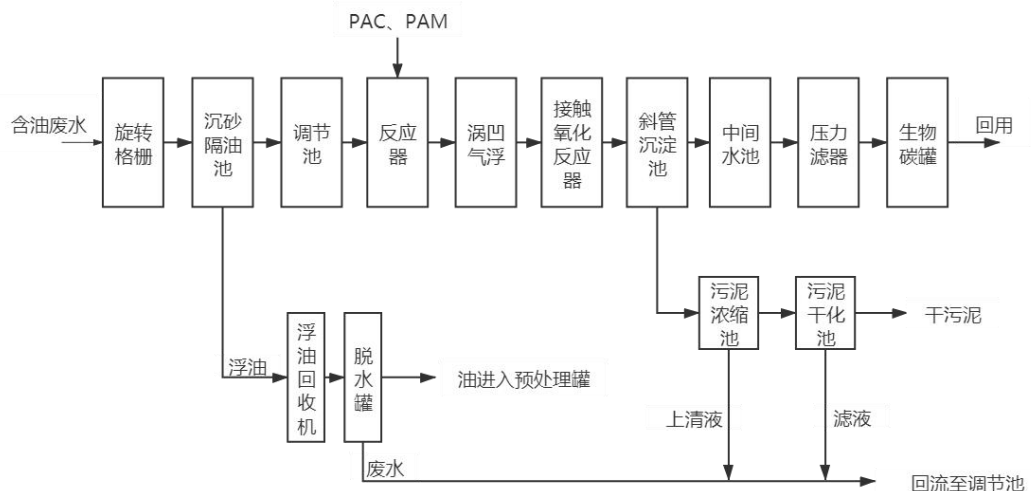 PAC、PAM
含油废水
旋转
格栅
沉砂
隔油
池
调节
池
反应
器
涡凹
气浮
接触
氧化
反应
器
斜管
沉淀
池
中间
水池
压力
滤器
生物
碳罐
回用
污泥
浓缩
池
污泥
干化
池
干污泥
浮油
浮
油
回
收
机
脱
水
罐
油进入预处理罐
上清液
滤液
废水
回流至调节池